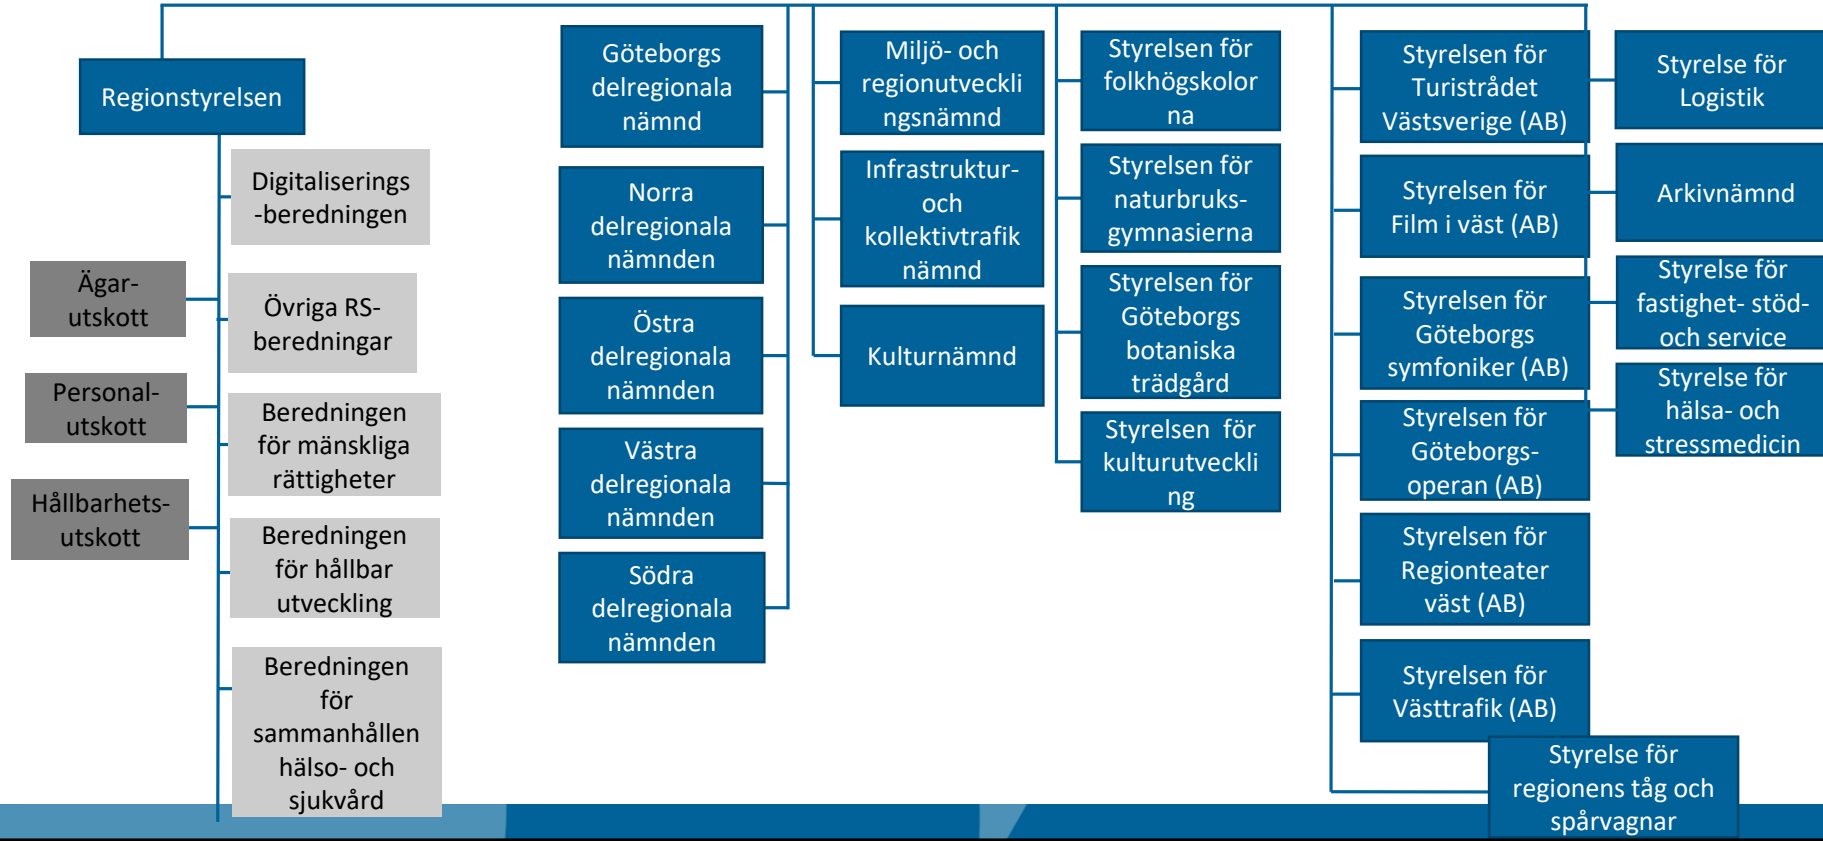 Regionstyrelsen
Digitaliserings
-beredningen
Ägar-
utskott
Övriga RS-
beredningar
Personal-
utskott
Beredningen
för mänskliga
rättigheter
Hållbarhets-
utskott
Beredningen
för hållbar
utveckling
Beredningen
för
sammanhållen
hälso- och
sjukvård
Göteborgs
delregionala
nämnd
Norra
delregionala
nämnden
Östra
delregionala
nämnden
Västra
delregionala
nämnden
Södra
delregionala
nämnden
Miljö- och
regionutveckli
ngsnämnd
Infrastruktur-
och
kollektivtrafik
nämnd
Kulturnämnd
Styrelsen för
folkhögskolor
na
Styrelsen för
naturbruks-
gymnasierna
Styrelsen för
Göteborgs
botaniska
trädgård
Styrelsen för
kulturutveckli
ng
Styrelsen för
Turistrådet
Västsverige (AB)
Styrelsen för
Film i väst (AB)
Styrelsen för
Göteborgs
symfoniker (AB)
Styrelsen för
Göteborgs-
operan (AB)
Styrelsen för
Regionteater
väst (AB)
Styrelsen för
Västtrafik (AB)
Styrelse för
regionens tåg och
spårvagnar
Styrelse för
Logistik
Arkivnämnd
Styrelse för
fastighet- stöd-
och service
Styrelse för
hälsa- och
stressmedicin